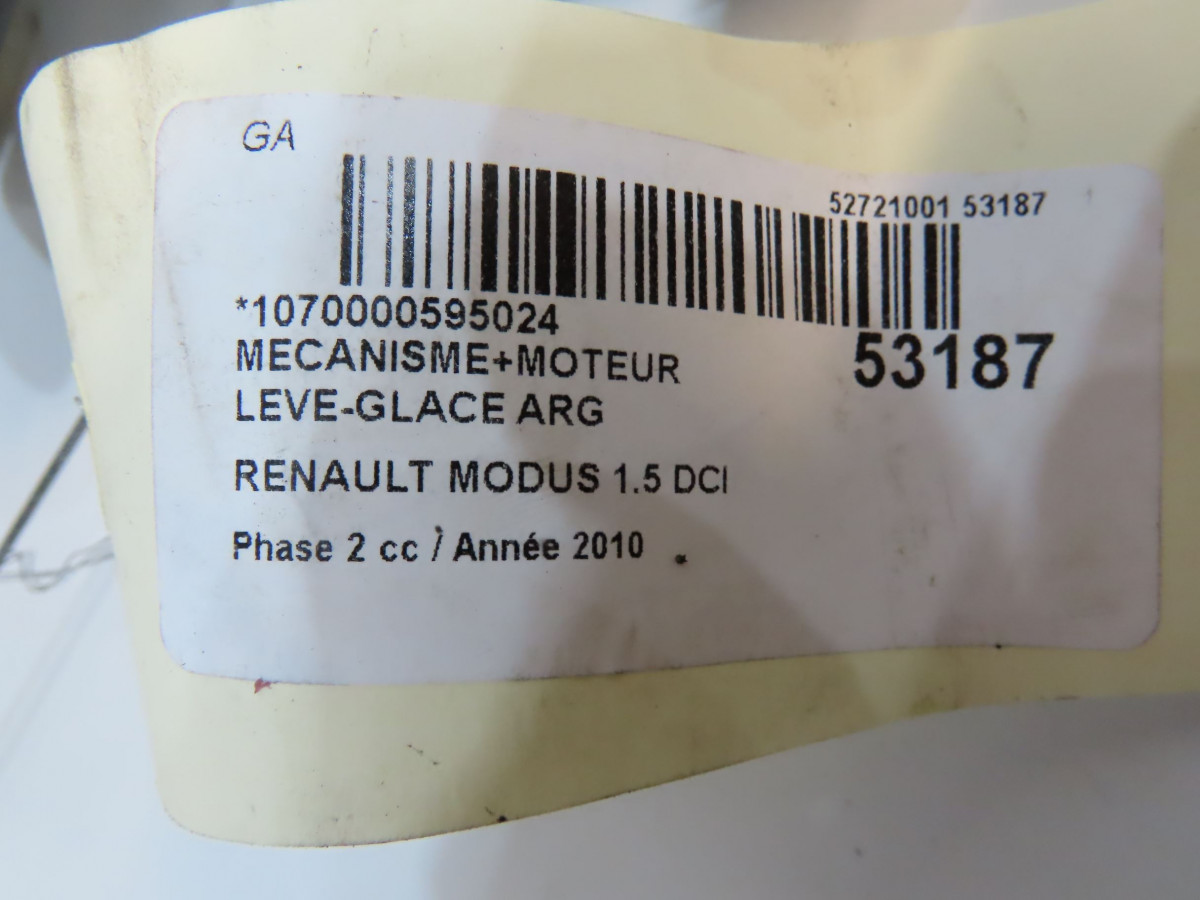 GA
52721001 53187
*1070000595024
53187
MECANISME+MOTEUR
LEVE-GLACE ARG
RENAULT MODUS 1.5 DCI
Phase 2 cc / Année 2010